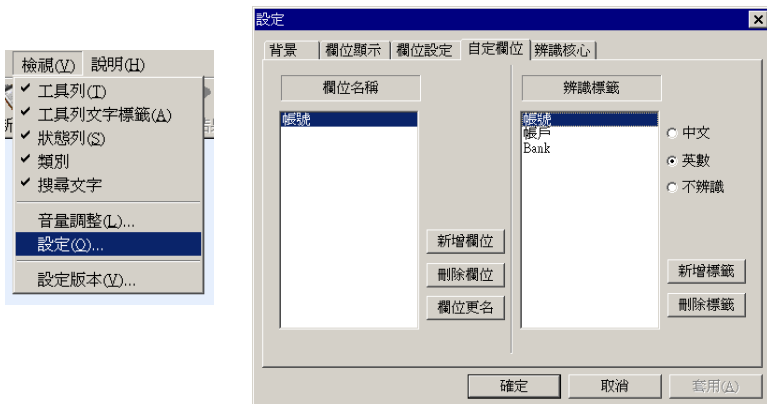 檢視(V) 說明(H)
工具列(T)
工具列文字標籤(A)
狀態列(S)
類別
搜尋文字
音量調整(L)...
設定(O)...
設定版本(V)...
設定
背景 欄位顯示 欄位設定 自定欄位 辨識核心
欄位名稱
帳號
新增欄位
刪除欄位
欄位更名
辨識標籤
帳號
帳戶
Bank
中文
英數
不辨識
新增標籤
刪除標籤
確定 取消 套用(A)